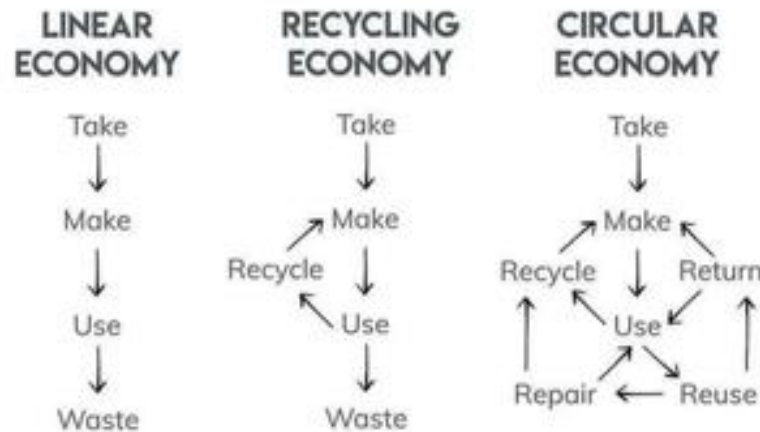 LINEAR
ECONOMY
Take
Make
Use
Waste
RECYCLING
ECONOMY
Take
Make
Recycle
Use
Waste
CIRCULAR
ECONOMY
Take
Make
Recycle
Return
Use
Repair
Reuse